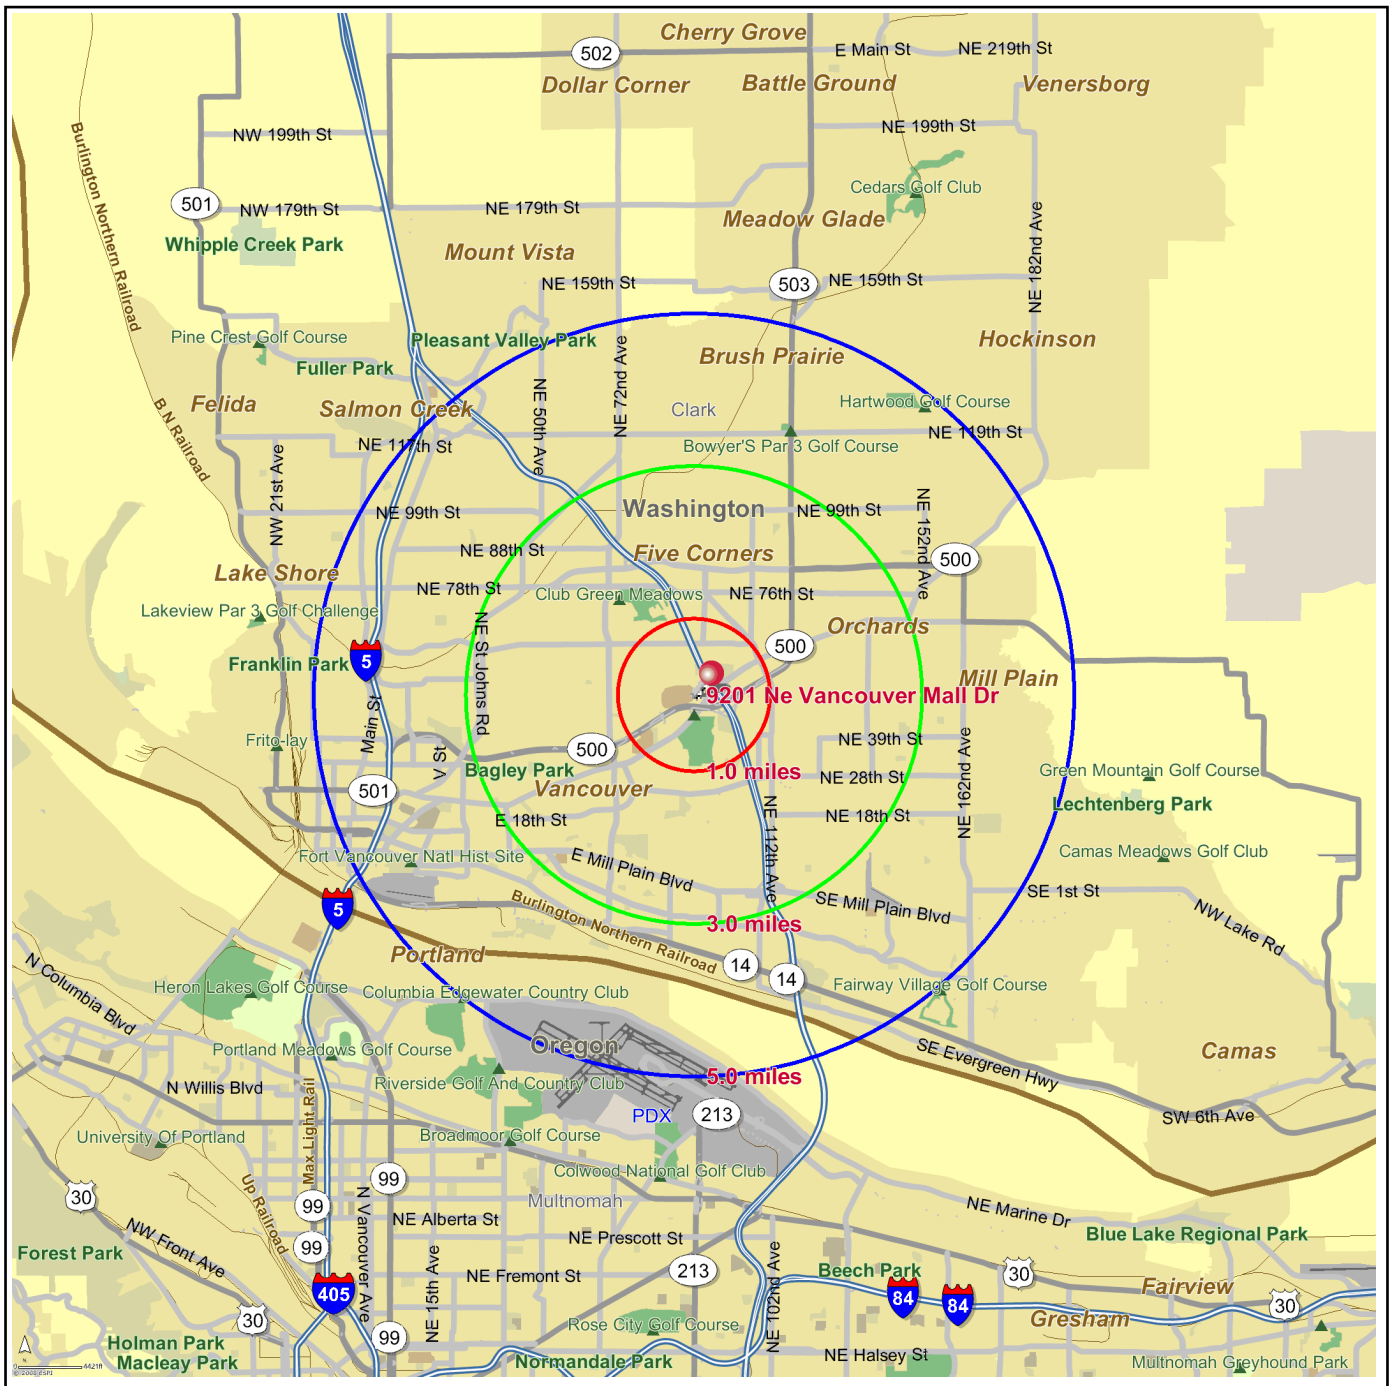 Cherry Grove
E Main St
NE 219th St
502
Dollar Corner
Battle Ground
Venersborg
NW 199th St
NE 199th St
Burlington Northern Railroad
Cedars Golf Club
501
NW 179th St
NE 179th St
Meadow Glade
NE 182nd Ave
Whipple Creek Park
Mount Vista
NE 159th St
503
NE 159th St
Pine Crest Golf Course
Pleasant Valley Park
Hockinson
Fuller Park
NE 72nd Ave
Brush Prairie
Felida
Salmon Creek
NE 50th Ave
Clark
Hartwood Golf Course
B N Railroad
NE 117th St
Bowyer'S Par 3 Golf Course
NE 119th St
NW 21st Ave
NE 99th St
Washington
NE 99th St
NE 152nd Ave
NE 88th St
Five Corners
500
Lake Shore
NE 78th St
Club Green Meadows
NE 76th St
Lakeview Par 3 Golf Challenge
NE St Johns Rd
Orchards
500
Franklin Park
5
Mill Plain
9201 Ne Vancouver Mall Dr
Main St
Frito-lay
V St
500
NE 39th St
NE 162nd Ave
Bagley Park
1.0 miles
NE 28th St
Green Mountain Golf Course
501
Vancouver
NE 112th Ave
Lechtenberg Park
E 18th St
NE 18th St
Fort Vancouver Natl Hist Site
E Mill Plain Blvd
Camas Meadows Golf Club
SE 1st St
5
Burlington Northern Railroad
SE Mill Plain Blvd
NW Lake Rd
3.0 miles
Portland
14
14
N Columbia Blvd
Heron Lakes Golf Course
Columbia Edgewater Country Club
Fairway Village Golf Course
Portland Meadows Golf Course
Oregon
SE Evergreen Hwy
Camas
N Willis Blvd
Max Light Rail
Riverside Golf And Country Club
5.0 miles
PDX
213
SW 6th Ave
University Of Portland
Broadmoor Golf Course
Colwood National Golf Club
30
Up Railroad
99
99
N Vancouver Ave
Multnomah
NE Alberta St
NE Marine Dr
Forest Park
NW Front Ave
99
NE 15th Ave
NE Prescott St
NE 102nd Ave
Blue Lake Regional Park
NE Fremont St
213
Beech Park
30
Fairview
405
84
84
30
30
Gresham
99
Rose City Golf Course
Holman Park
Macleay Park
Normandale Park
NE Halsey St
Multnomah Greyhound Park
N
0
4421ft